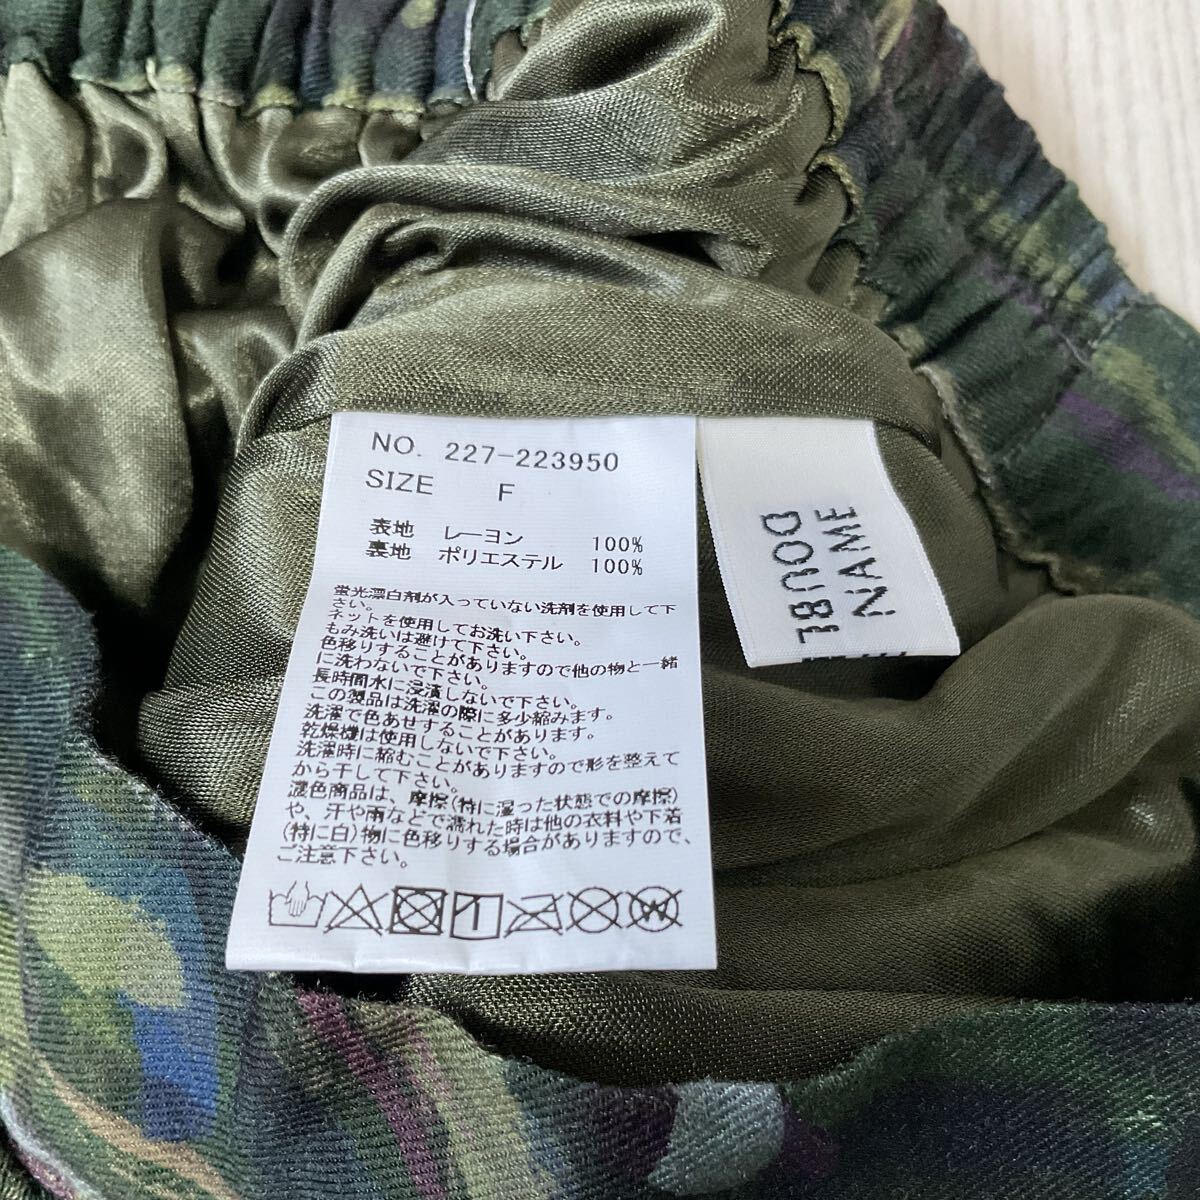 NO. 227-223950
SIZE F
表地 レーヨン 100%
裏地 ポリエステル 100%
蛍光漂白剤が入っていない洗剤を使用して下
さい。
ネットを使用してお洗い下さい。
もみ洗いは避けて下さい。
色移りすることがありますので他の物と一緒
に洗わないで下さい。
長時間水に浸漬しないで下さい。
この製品は洗濯の際に多少縮みます。
洗濯で色あせすることがあります。
乾燥機は使用しないで下さい。
洗濯時に縮むことがありますので形を整えて
から干して下さい。
濃色商品は、摩擦(特に湿った状態での摩擦)
や、汗や雨などで濡れた時は他の衣料や下着
(特に白)物に色移りする場合がありますので、
ご注意下さい。
W
DOUBL
NAME